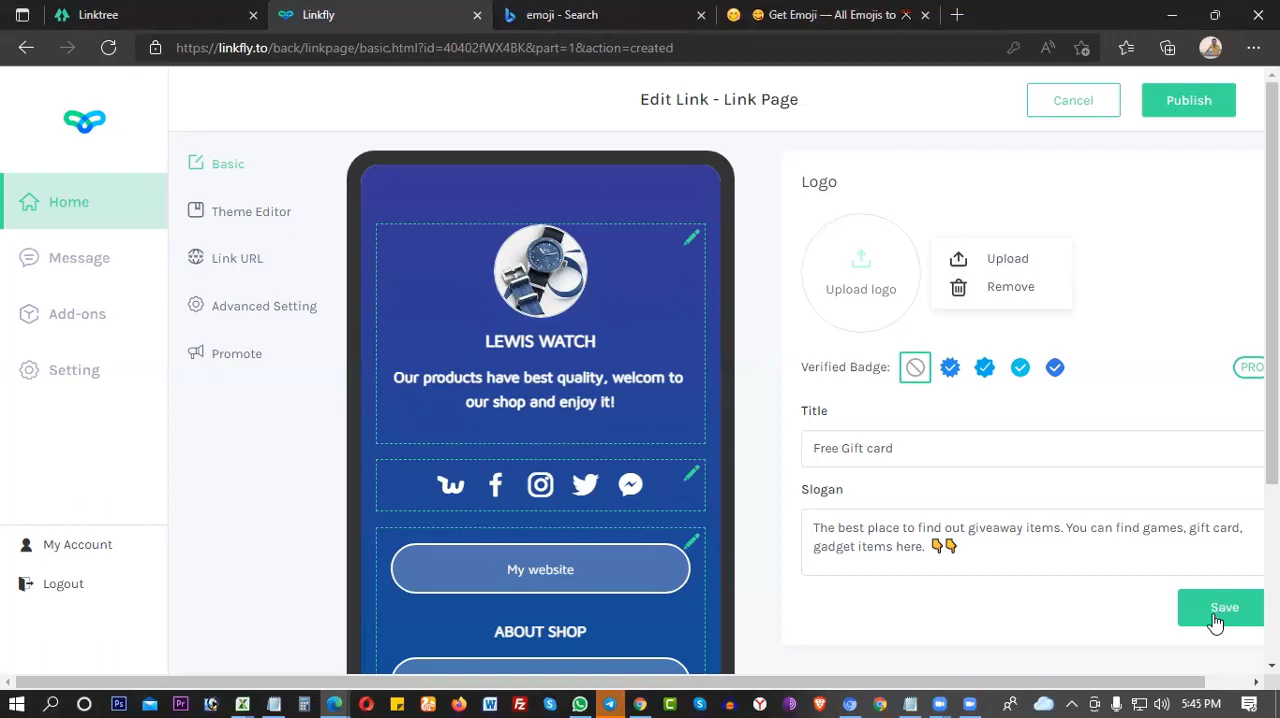 Linktree
Linkfly
emoji - Search
Get Emoji — All Emojis to
https://linkfly.to/back/linkpage/basic.html?id=40402fWX4BK&part=1&action=created
Edit Link - Link Page
Cancel
Publish
Home
Message
Add-ons
Setting
My Account
Logout
Basic
Theme Editor
Link URL
Advanced Setting
Promote
LEWIS WATCH
Our products have best quality, welcom to
our shop and enjoy it!
My website
ABOUT SHOP
Logo
Upload logo
Upload
Remove
Verified Badge:
PRO
Title
Free Gift card
Slogan
The best place to find out giveaway items. You can find games, gift card,
gadget items here. 👇👇
Save
5:45 PM